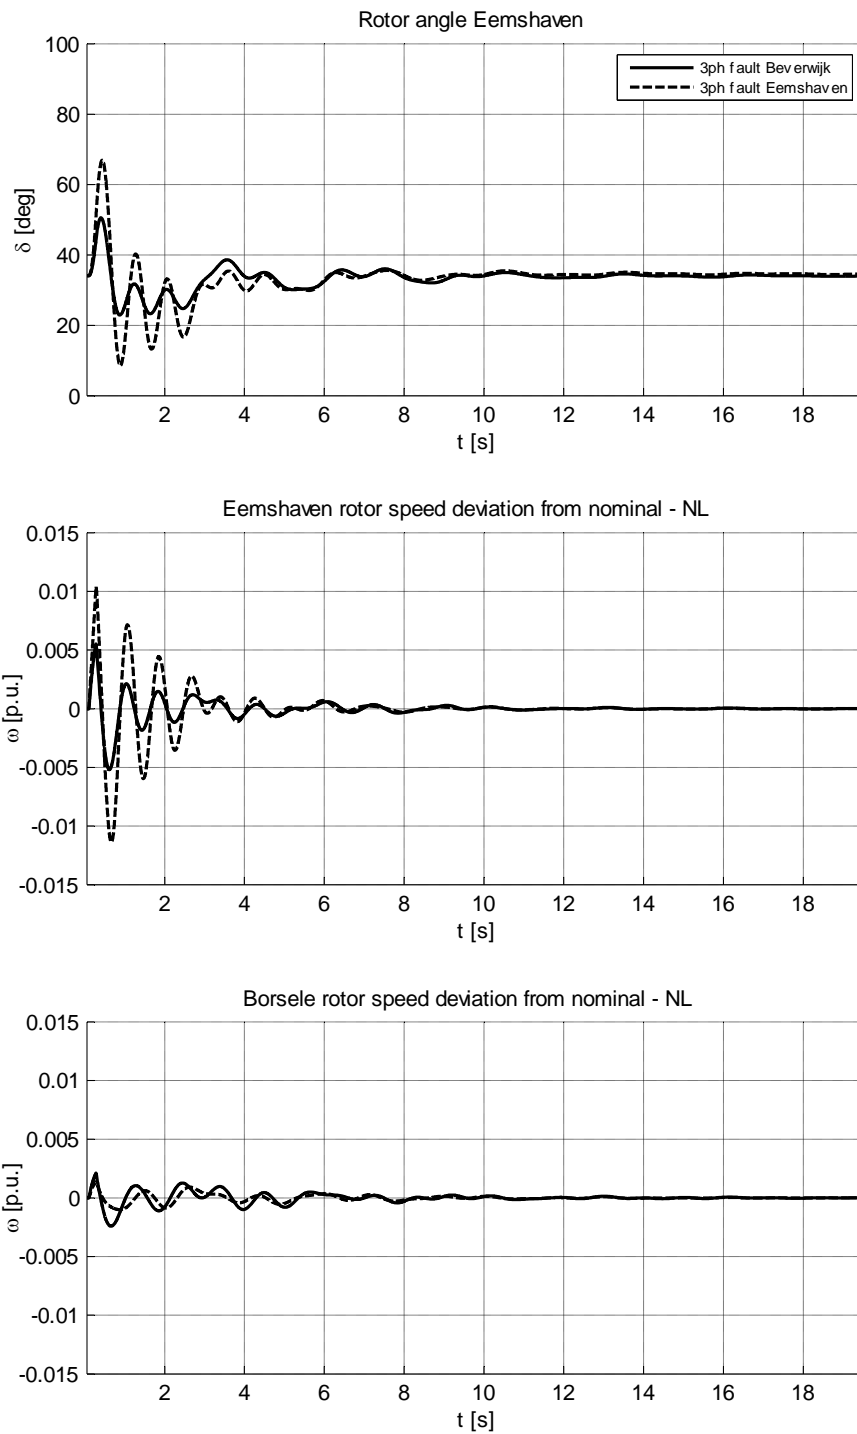 Rotor angle Eemshaven
100
80
60
40
20
0
δ [deg]
3ph fault Beverwijk
3ph fault Eemshaven
2 4 6 8 10 12 14 16 18
t [s]
Eemshaven rotor speed deviation from nominal - NL
0.015
0.01
0.005
0
-0.005
-0.01
-0.015
ω [p.u.]
2 4 6 8 10 12 14 16 18
t [s]
Borsele rotor speed deviation from nominal - NL
0.015
0.01
0.005
0
-0.005
-0.01
-0.015
ω [p.u.]
2 4 6 8 10 12 14 16 18
t [s]